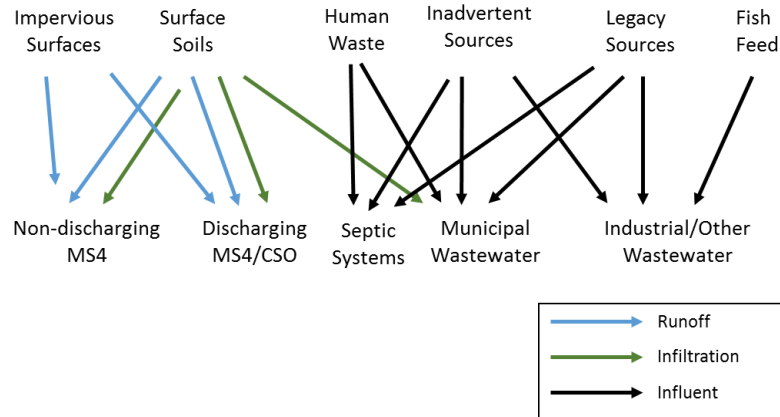 Impervious
Surfaces
Surface
Soils
Human
Waste
Inadvertent
Sources
Legacy
Sources
Fish
Feed
Non-discharging
MS4
Discharging
MS4/CSO
Septic
Systems
Municipal
Wastewater
Industrial/Other
Wastewater
Runoff
Infiltration
Influent